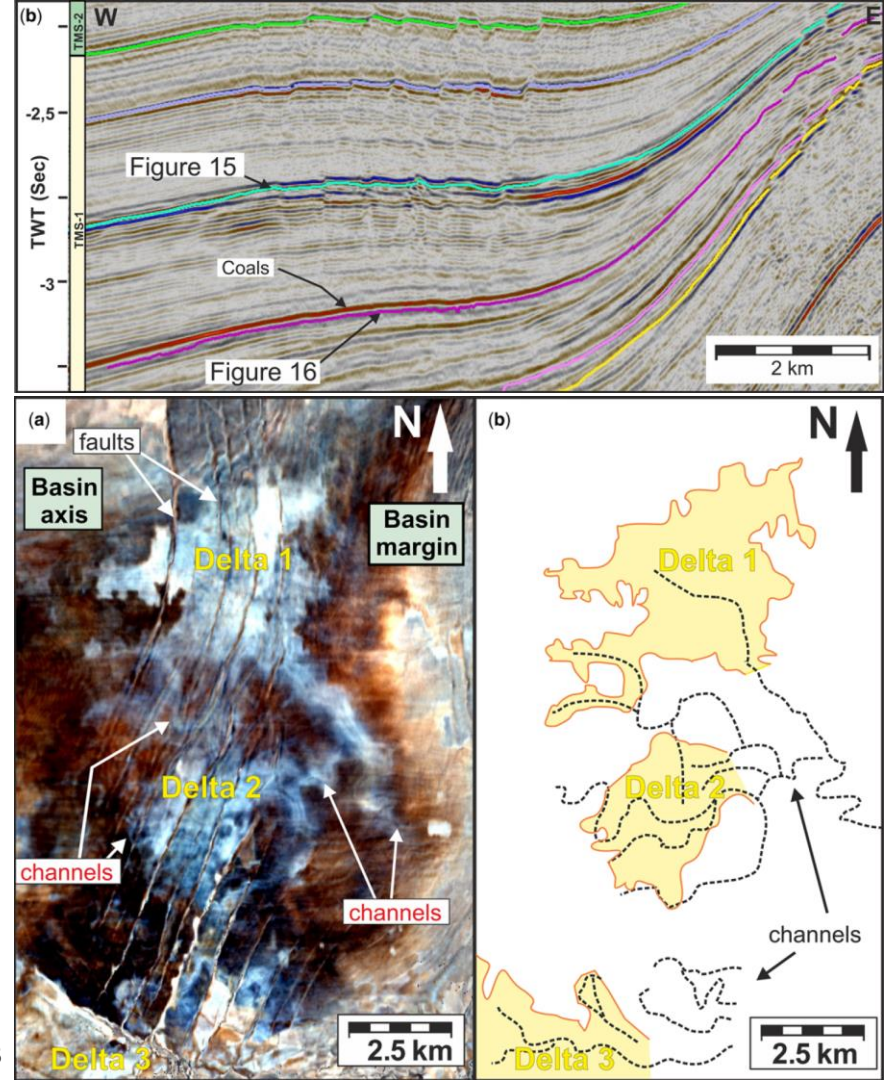 (b) W
E
TMS-2
TMS-1
TWT (Sec)
-2,5
-3
Figure 15
Coals
Figure 16
2 km
(a)
N
faults
Basin
axis
Basin
margin
Delta 1
Delta 2
channels
channels
Delta 3
2.5 km
(b)
N
Delta 1
Delta 2
channels
Delta 3
2.5 km